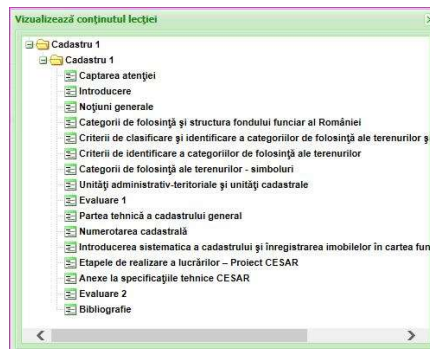 Vizualizează conținutul lecției
Cadastru 1
Cadastru 1
Captarea atenției
Introducere
Noțiuni generale
Categorii de folosință și structura fondului funciar al României
Criterii de clasificare și identificare a categoriilor de folosință ale terenurilor ș
Criterii de identificare a categoriilor de folosință ale terenurilor
Categorii de folosință ale terenurilor - simboluri
Unități administrativ-teritoriale și unități cadastrale
Evaluare 1
Partea tehnică a cadastrului general
Numerotarea cadastrală
Introducerea sistematica a cadastrului și înregistrarea imobilelor în cartea fun
Etapele de realizare a lucrărilor – Proiect CESAR
Anexe la specificațiile tehnice CESAR
Evaluare 2
Bibliografie